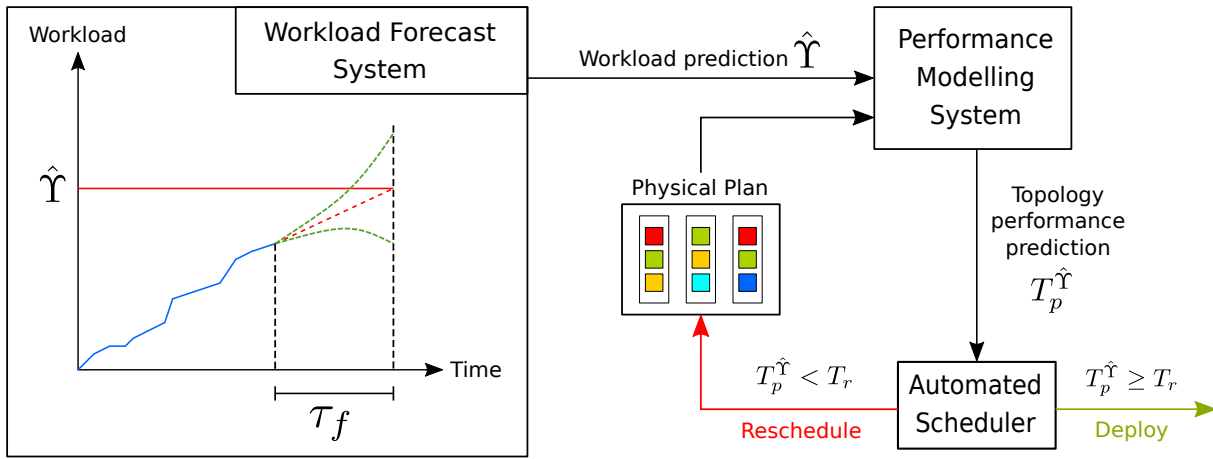 Workload
Workload Forecast
System
Υ̂
Time
τ_f
Workload prediction Υ̂
Performance
Modelling
System
Physical Plan
Topology
performance
prediction
T_p^Υ̂
T_p^Υ̂ < T_r
Automated
Scheduler
T_p^Υ̂ ≥ T_r
Reschedule
Deploy